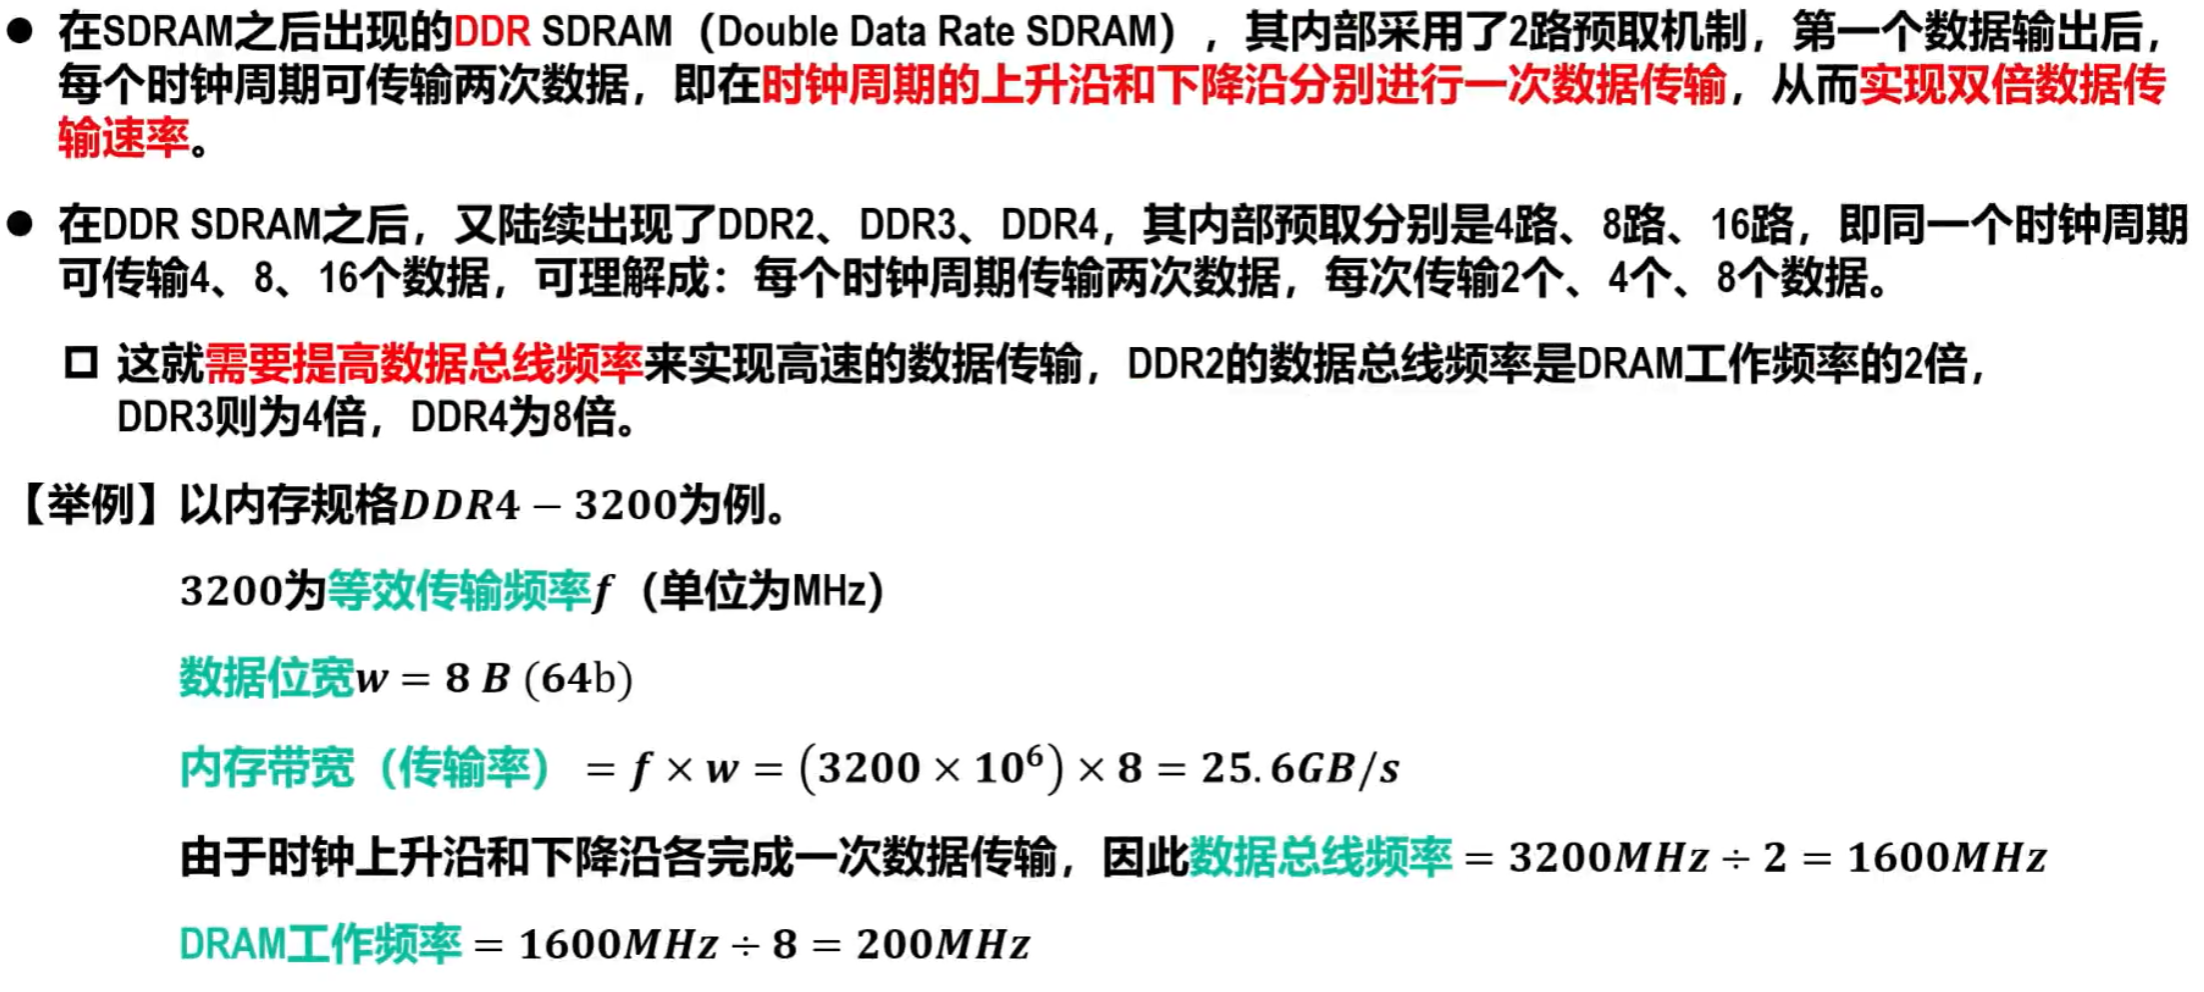 ● 在SDRAM之后出现的DDR SDRAM（Double Data Rate SDRAM），其内部采用了2路预取机制，第一个数据输出后，
每个时钟周期可传输两次数据，即在时钟周期的上升沿和下降沿分别进行一次数据传输，从而实现双倍数据传
输速率。
● 在DDR SDRAM之后，又陆续出现了DDR2、DDR3、DDR4，其内部预取分别是4路、8路、16路，即同一个时钟周期
可传输4、8、16个数据，可理解成：每个时钟周期传输两次数据，每次传输2个、4个、8个数据。
□ 这就需要提高数据总线频率来实现高速的数据传输，DDR2的数据总线频率是DRAM工作频率的2倍，
DDR3则为4倍，DDR4为8倍。
【举例】以内存规格DDR4 − 3200为例。
3200为等效传输频率f（单位为MHz）
数据位宽w = 8 B (64b)
内存带宽（传输率） = f × w = (3200 × 10⁶) × 8 = 25.6GB/s
由于时钟上升沿和下降沿各完成一次数据传输，因此数据总线频率 = 3200MHz ÷ 2 = 1600MHz
DRAM工作频率 = 1600MHz ÷ 8 = 200MHz